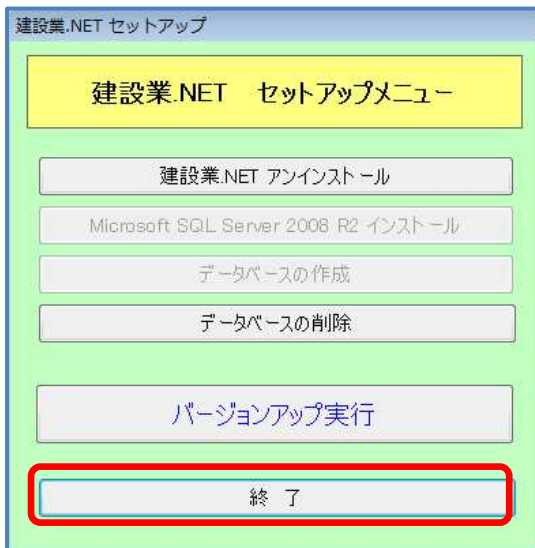 建設業.NET セットアップ
建設業.NET セットアップメニュー
建設業.NET アンインストール
Microsoft SQL Server 2008 R2 インストール
データベースの作成
データベースの削除
バージョンアップ実行
終 了